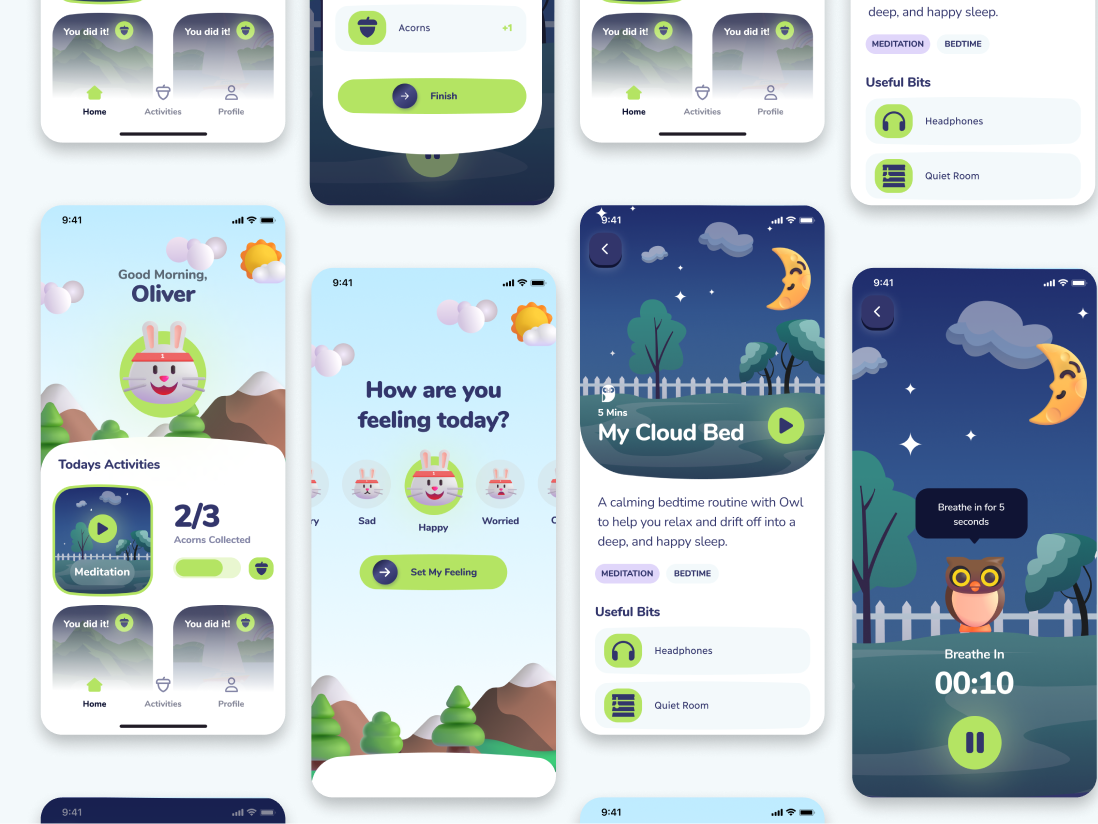 You did it!
You did it!
Home
Activities
Profile
Acorns
+1
Finish
You did it!
You did it!
Home
Activities
Profile
deep, and happy sleep.
MEDITATION
BEDTIME
Useful Bits
Headphones
Quiet Room
9:41
Good Morning,
Oliver
1
Todays Activities
Meditation
2/3
Acorns Collected
You did it!
You did it!
Home
Activities
Profile
9:41
How are you
feeling today?
ry
Sad
Happy
Worried
Set My Feeling
9:41
5 Mins
My Cloud Bed
A calming bedtime routine with Owl
to help you relax and drift off into a
deep, and happy sleep.
MEDITATION
BEDTIME
Useful Bits
Headphones
Quiet Room
9:41
Breathe in for 5
seconds
Breathe In
00:10
9:41
9:41